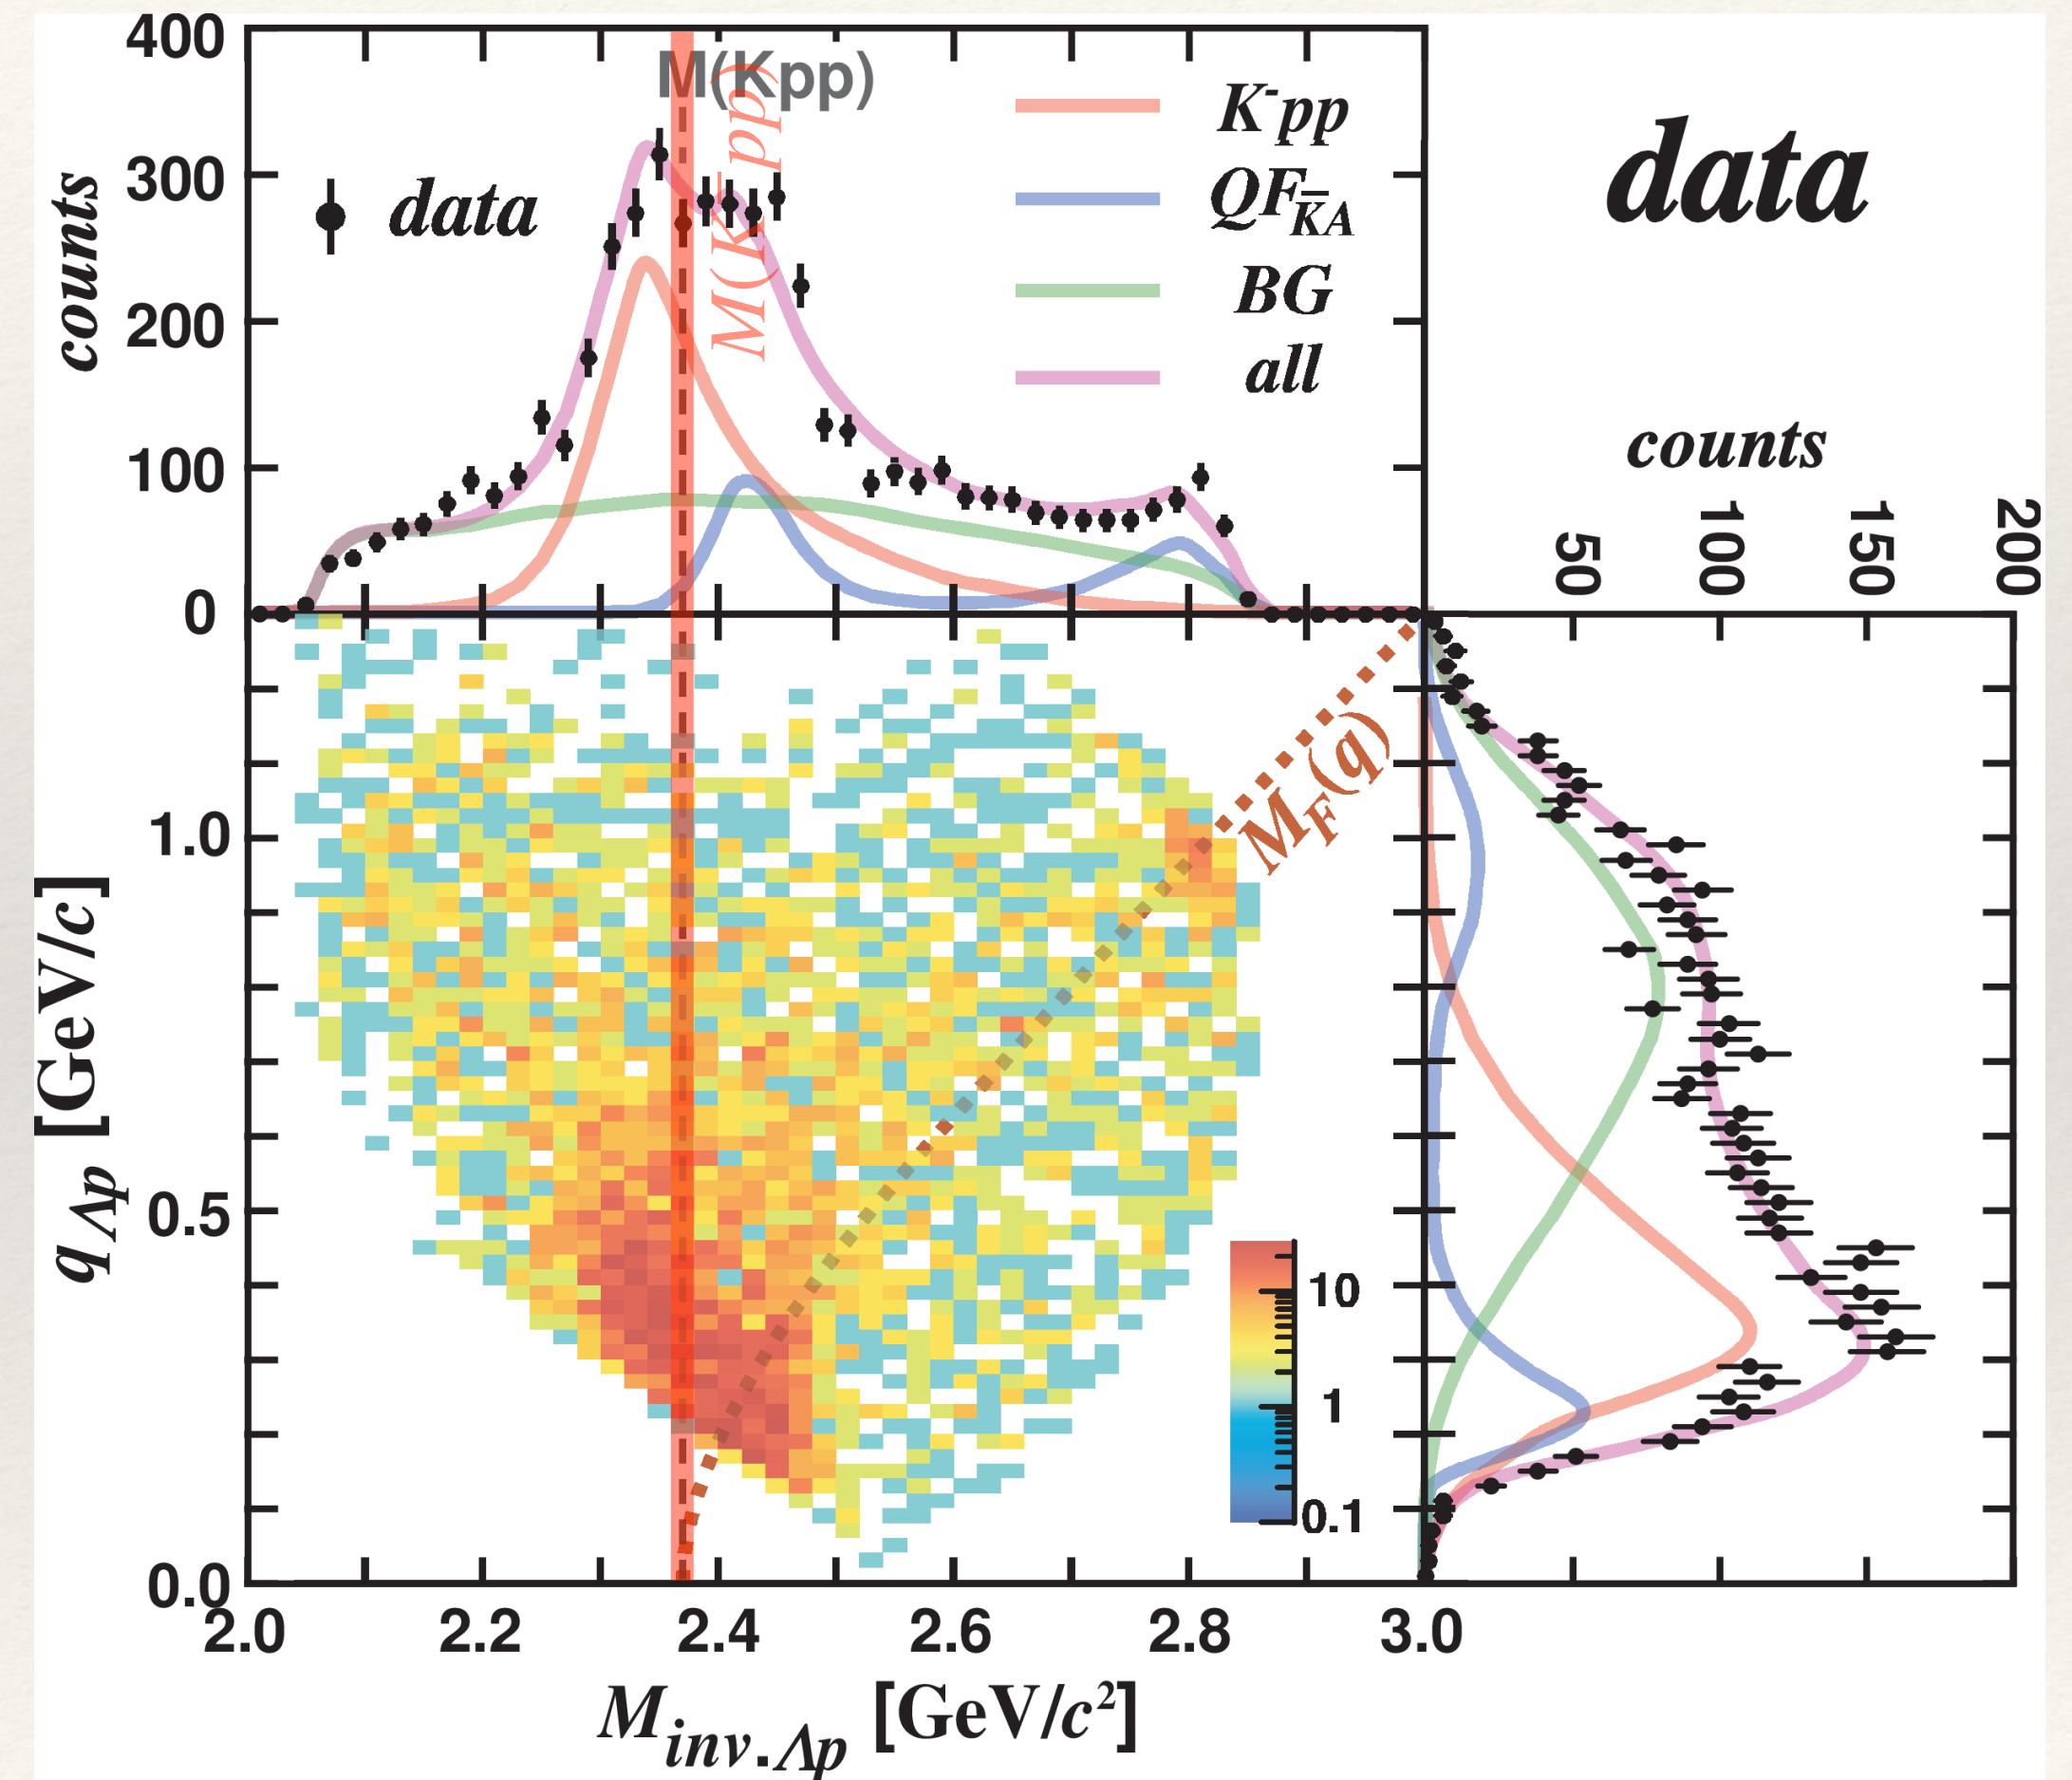 400
300
200
100
0
counts
M(Kpp)
M(K̅pp)
data
K⁻pp
QF_K̅A
BG
all
data
counts
50
100
150
200
M_F(q)
1.0
0.5
0.0
q_Λp [GeV/c]
10
1
0.1
2.0 2.2 2.4 2.6 2.8 3.0
M_inv.Λp [GeV/c²]